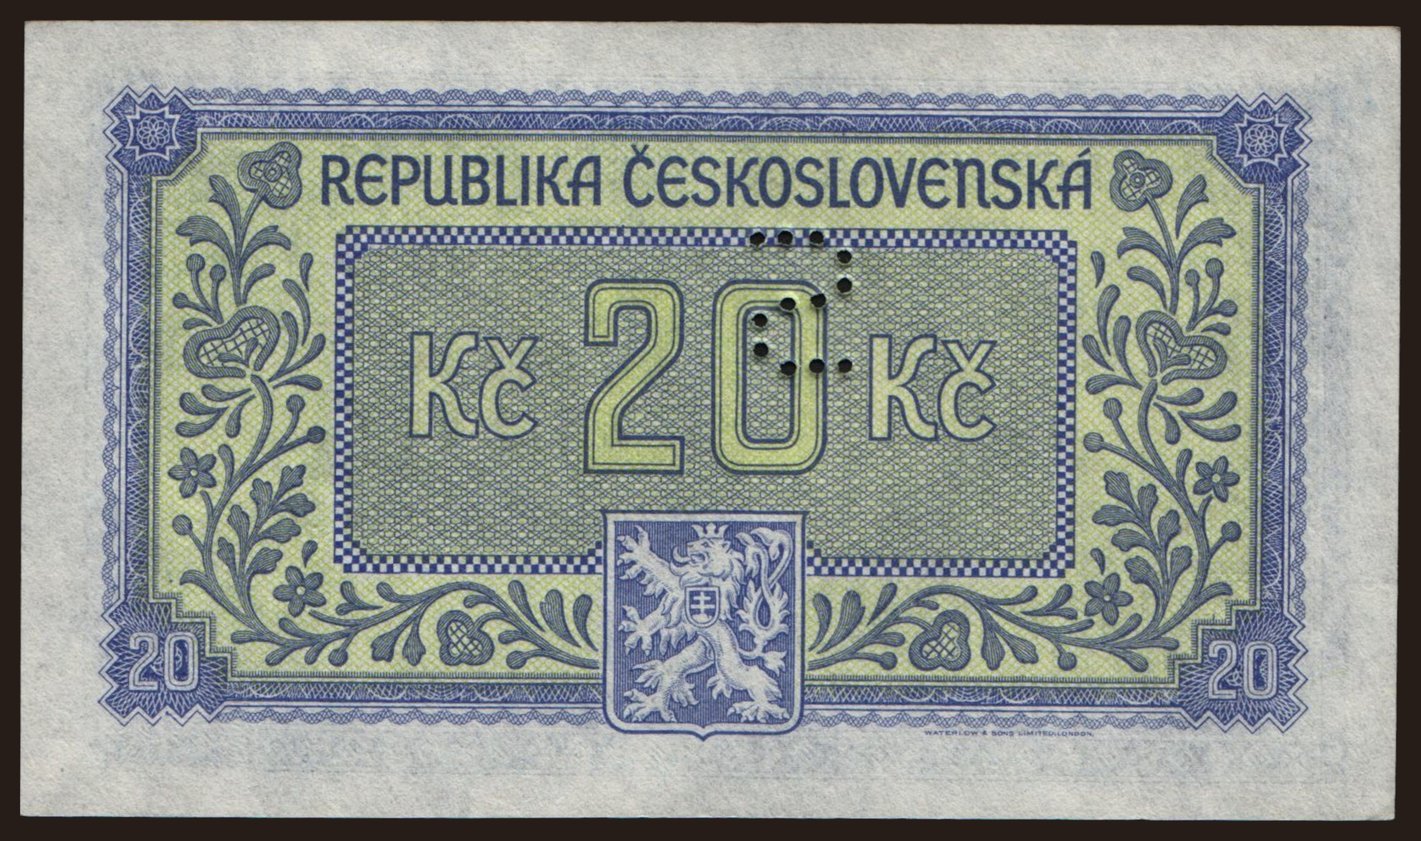 REPUBLIKA ČESKOSLOVENSKÁ
Kč 20 Kč
20 20
WATERLOW & SONS LIMITED, LONDON.